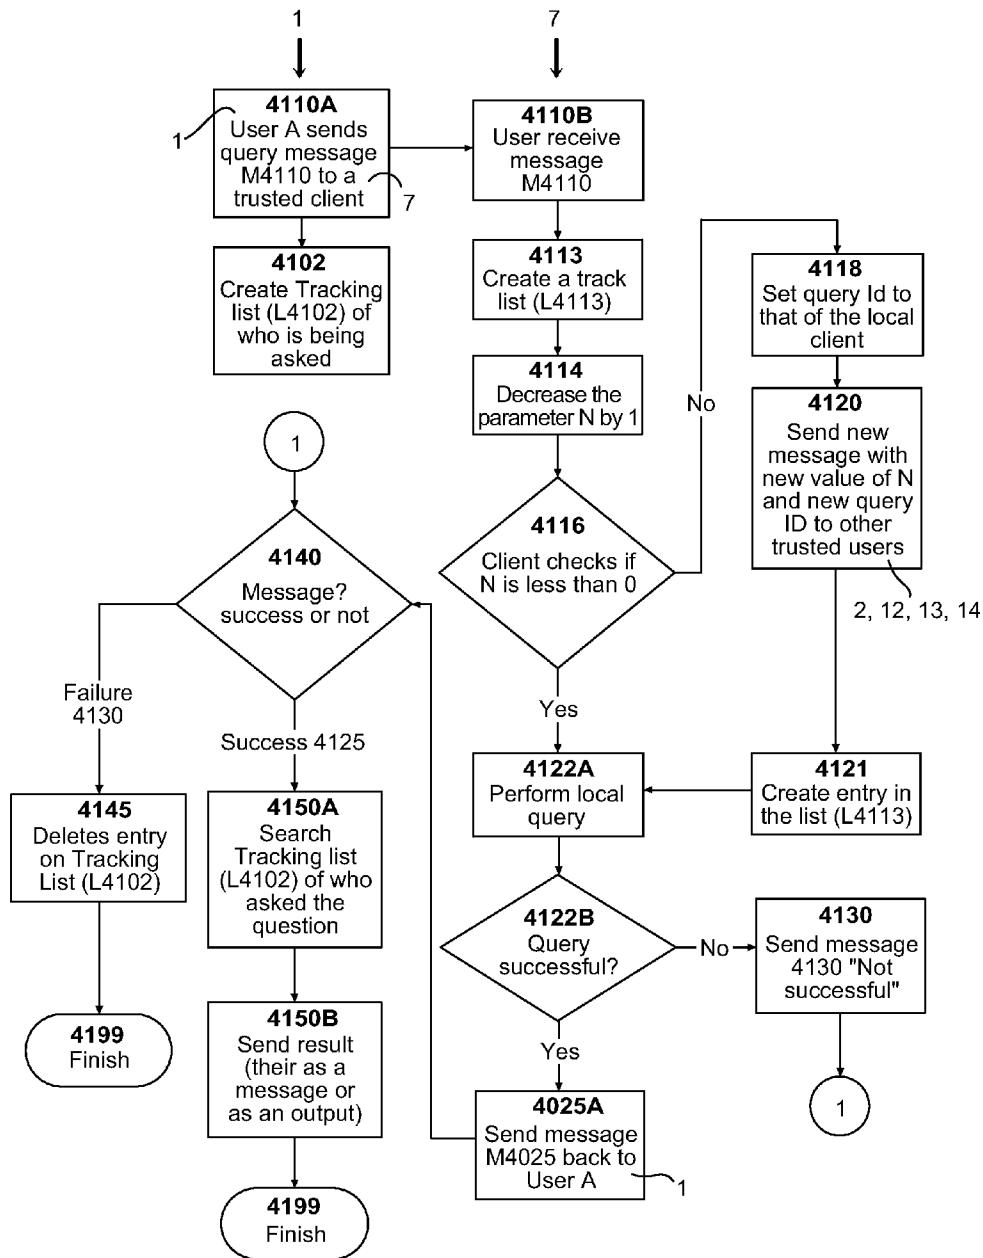 1
7
4110A
User A sends
query message
M4110 to a
trusted client
1
7
4110B
User receive
message
M4110
4102
Create Tracking
list (L4102) of
who is being
asked
4113
Create a track
list (L4113)
4114
Decrease the
parameter N by 1
4116
Client checks if
N is less than 0
No
4118
Set query Id to
that of the local
client
4120
Send new
message with
new value of N
and new query
ID to other
trusted users
2, 12, 13, 14
4121
Create entry in
the list (L4113)
Yes
4122A
Perform local
query
4122B
Query
successful?
No
4130
Send message
4130 "Not
successful"
1
Yes
4025A
Send message
M4025 back to
User A
1
1
4140
Message?
success or not
Failure
4130
4145
Deletes entry
on Tracking
List (L4102)
4199
Finish
Success 4125
4150A
Search
Tracking list
(L4102) of who
asked the
question
4150B
Send result
(their as a
message or
as an output)
4199
Finish